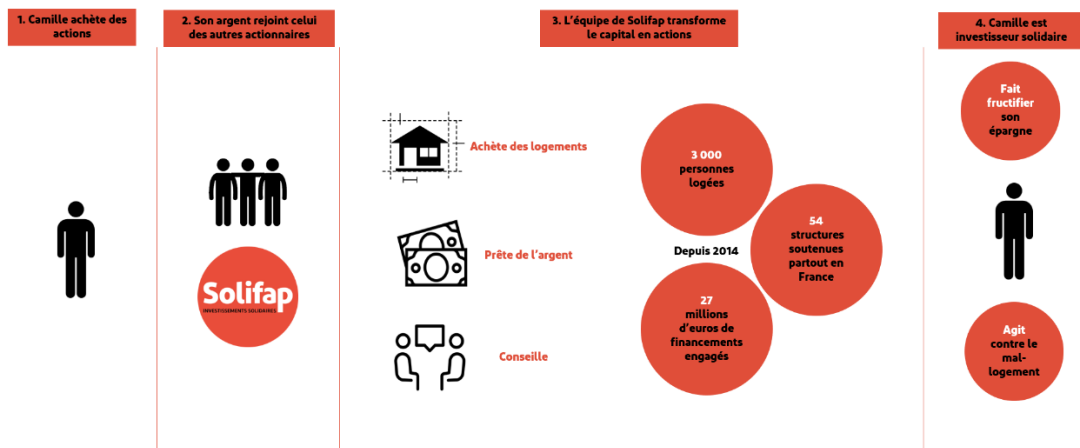 1. Camille achète des
actions
2. Son argent rejoint celui
des autres actionnaires
Solifap
INVESTISSEMENTS SOLIDAIRES
3. L'équipe de Solifap transforme
le capital en actions
Achète des logements
Prête de l'argent
Conseille
3 000
personnes
logées
54
structures
soutenues
partout en
France
Depuis 2014
27
millions
d'euros de
financements
engagés
4. Camille est
investisseur solidaire
Fait
fructifier
son
épargne
Agit
contre le
mal-
logement